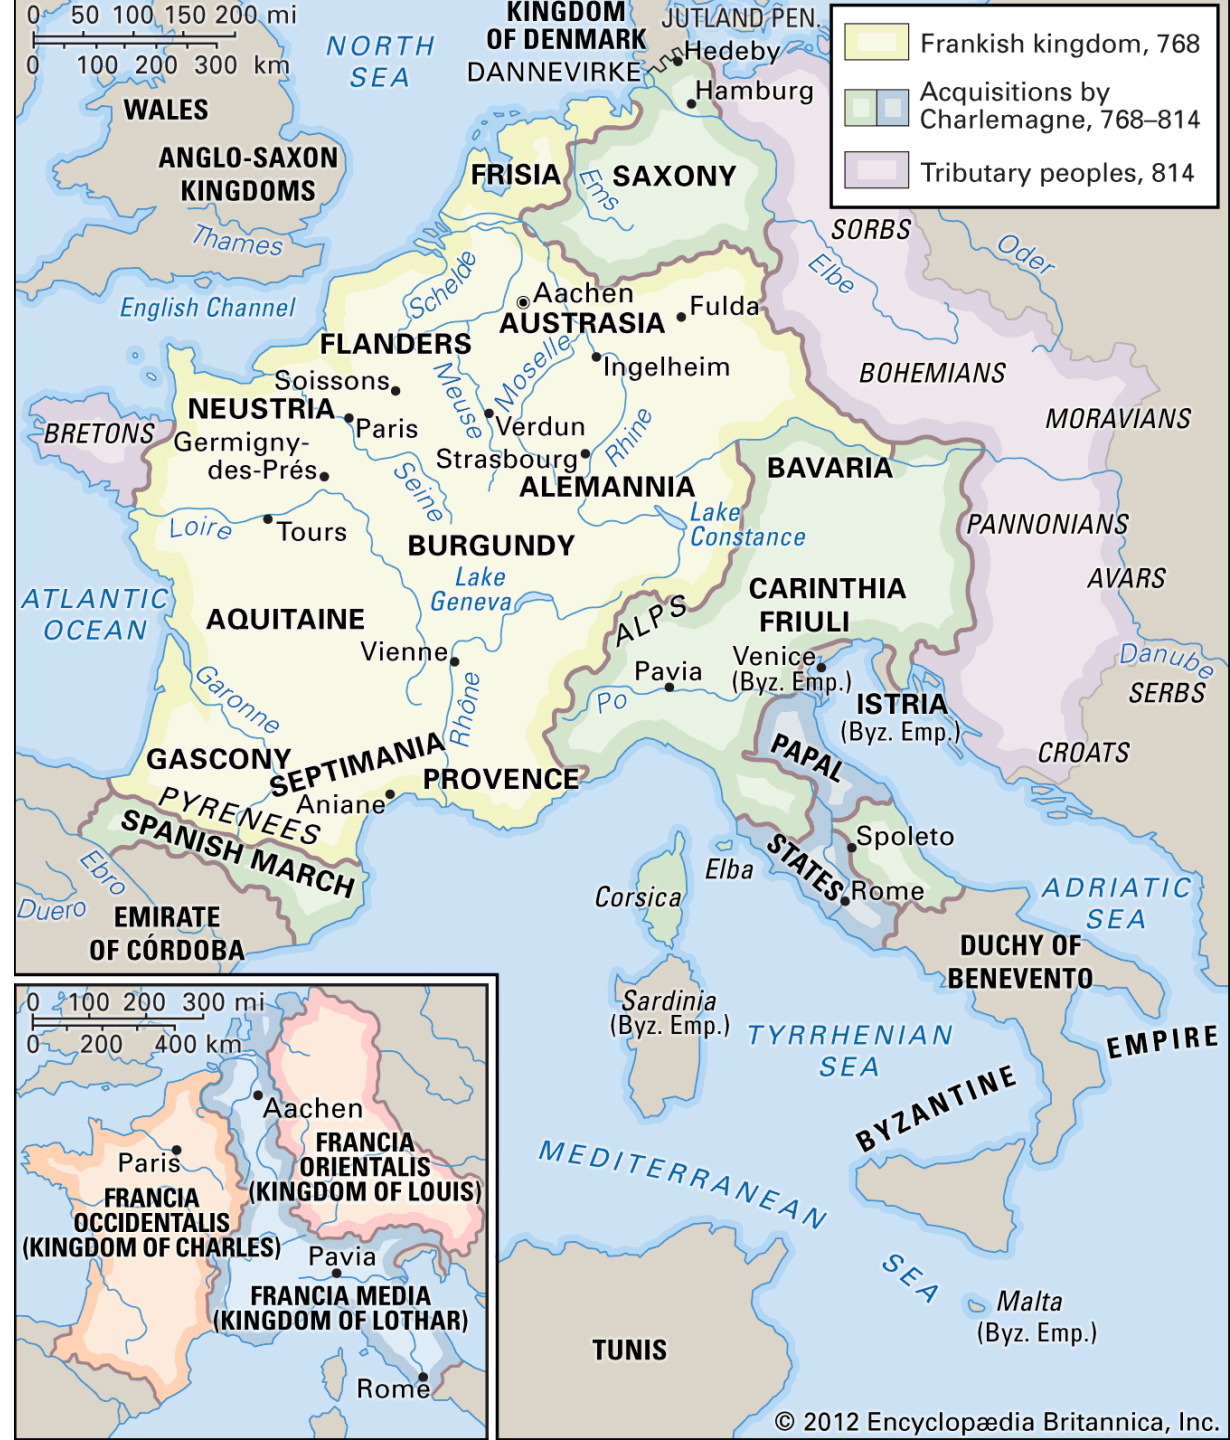 0 50 100 150 200 mi
0 100 200 300 km
NORTH
SEA
KINGDOM
OF DENMARK
JUTLAND PEN.
Hedeby
DANNEVIRKE
Hamburg
Frankish kingdom, 768
Acquisitions by
Charlemagne, 768–814
Tributary peoples, 814
WALES
ANGLO-SAXON
KINGDOMS
Thames
English Channel
FRISIA
Ems
SAXONY
SORBS
Elbe
Oder
Schelde
Aachen
AUSTRASIA
Fulda
FLANDERS
Moselle
Ingelheim
Soissons
Meuse
BOHEMIANS
NEUSTRIA
Paris
Verdun
Rhine
MORAVIANS
BRETONS
Germigny-
des-Prés
Strasbourg
Seine
ALEMANNIA
BAVARIA
Loire
Tours
Lake
Constance
PANNONIANS
BURGUNDY
Lake
Geneva
AVARS
ATLANTIC
OCEAN
AQUITAINE
CARINTHIA
FRIULI
ALPS
Vienne
Venice
(Byz. Emp.)
Pavia
Po
Danube
SERBS
Garonne
Rhône
ISTRIA
(Byz. Emp.)
GASCONY
SEPTIMANIA
PROVENCE
PAPAL
STATES
CROATS
PYRENEES
Aniane
SPANISH MARCH
Spoleto
Elba
Corsica
Rome
ADRIATIC
SEA
Ebro
Duero
EMIRATE
OF CÓRDOBA
DUCHY OF
BENEVENTO
Sardinia
(Byz. Emp.)
TYRRHENIAN
SEA
BYZANTINE
EMPIRE
MEDITERRANEAN
SEA
Malta
(Byz. Emp.)
TUNIS
0 100 200 300 mi
0 200 400 km
Aachen
Paris
FRANCIA
ORIENTALIS
(KINGDOM OF LOUIS)
FRANCIA
OCCIDENTALIS
(KINGDOM OF CHARLES)
Pavia
FRANCIA MEDIA
(KINGDOM OF LOTHAR)
Rome
© 2012 Encyclopædia Britannica, Inc.